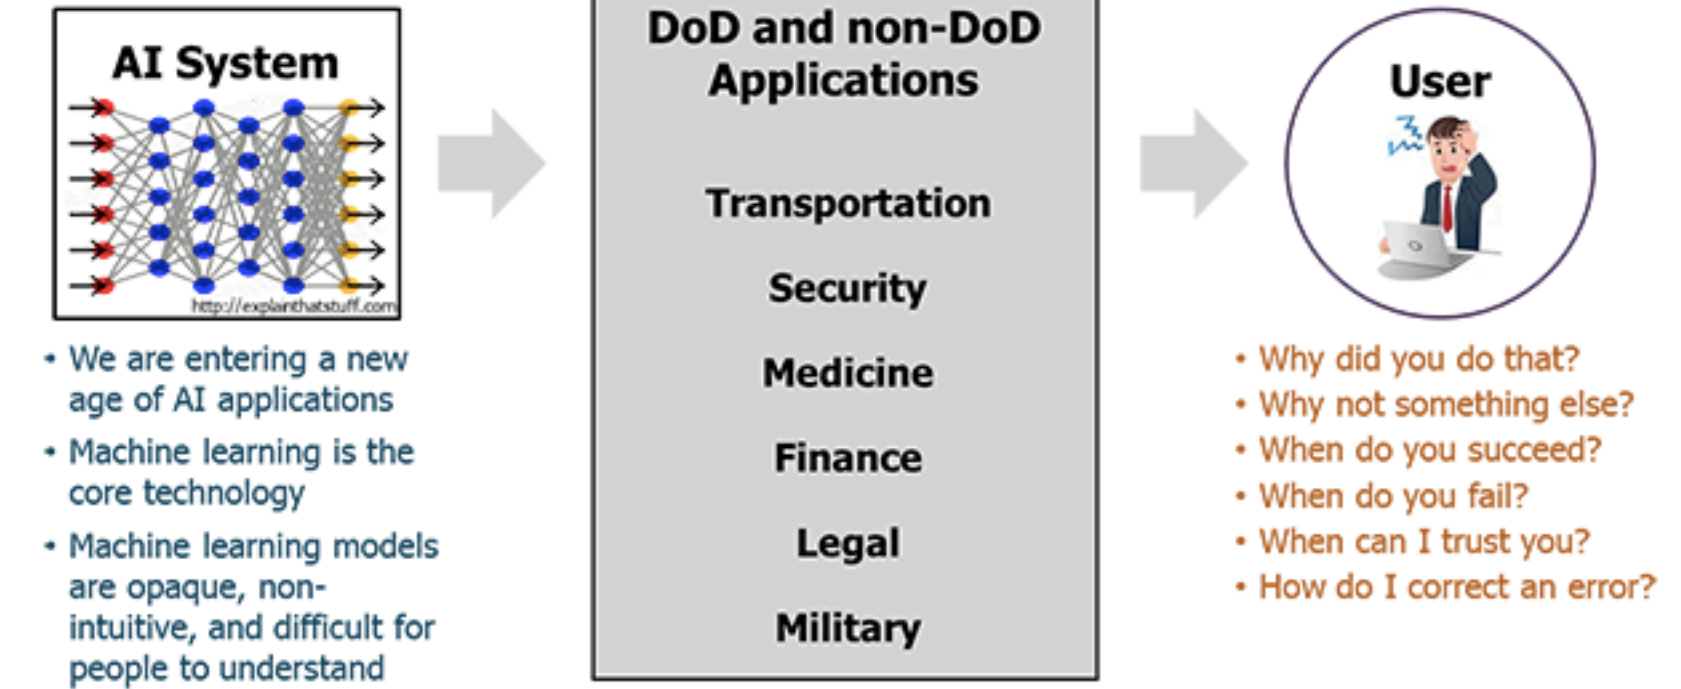 AI System
http://explainthatstuff.com
• We are entering a new
age of AI applications
• Machine learning is the
core technology
• Machine learning models
are opaque, non-
intuitive, and difficult for
people to understand
DoD and non-DoD
Applications
Transportation
Security
Medicine
Finance
Legal
Military
User
• Why did you do that?
• Why not something else?
• When do you succeed?
• When do you fail?
• When can I trust you?
• How do I correct an error?